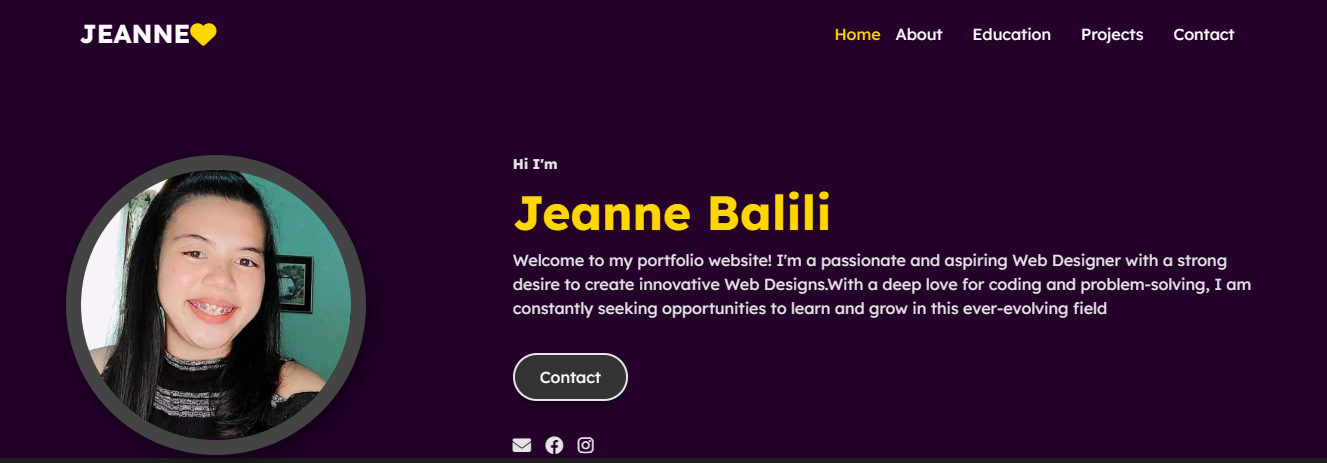 JEANNE💛
Home About Education Projects Contact
Hi I'm
Jeanne Balili
Welcome to my portfolio website! I'm a passionate and aspiring Web Designer with a strong
desire to create innovative Web Designs.With a deep love for coding and problem-solving, I am
constantly seeking opportunities to learn and grow in this ever-evolving field
Contact